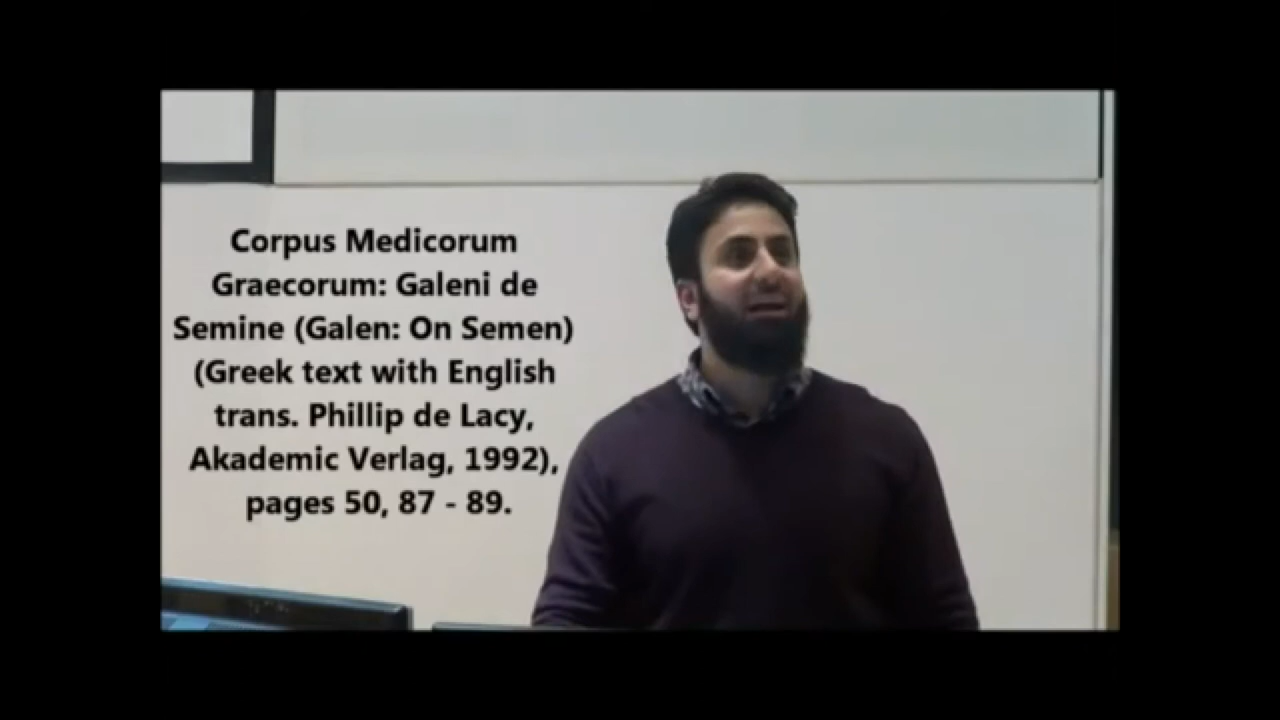 Corpus Medicorum
Graecorum: Galeni de
Semine (Galen: On Semen)
(Greek text with English
trans. Phillip de Lacy,
Akademic Verlag, 1992),
pages 50, 87 - 89.